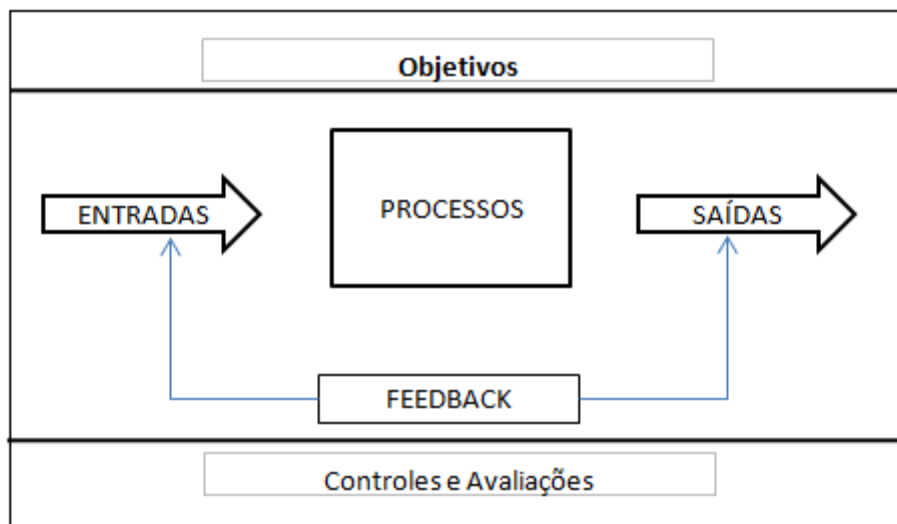 Objetivos
ENTRADAS
PROCESSOS
SAÍDAS
FEEDBACK
Controles e Avaliações